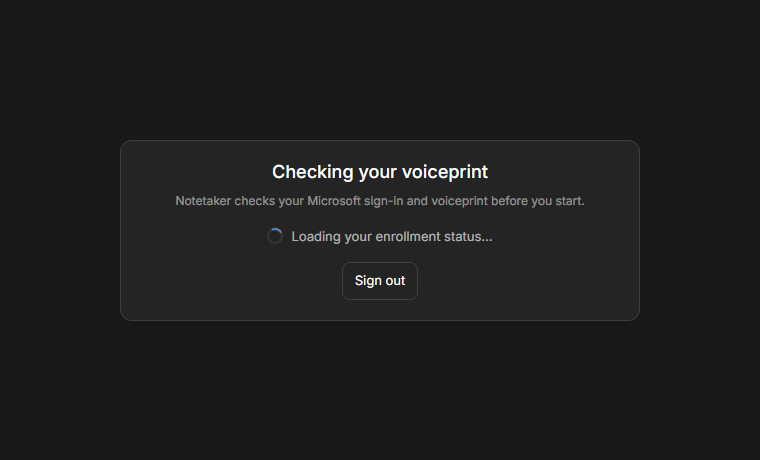 Checking your voiceprint
Notetaker checks your Microsoft sign-in and voiceprint before you start.
Loading your enrollment status...
Sign out